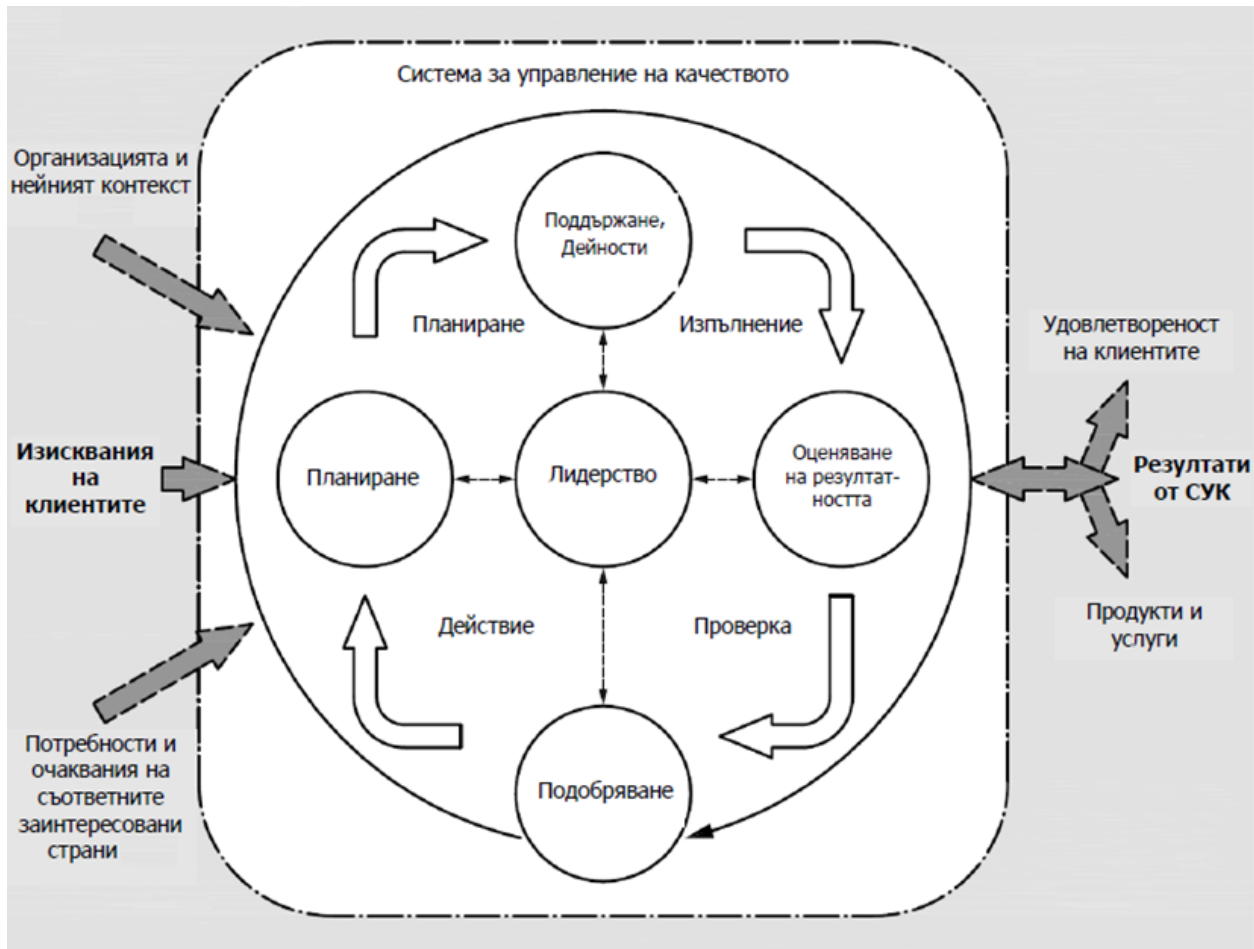 Система за управление на качеството
Организацията и
нейният контекст
Поддържане,
Дейности
Планиране
Изпълнение
Удовлетвореност
на клиентите
Изисквания
на
клиентите
Планиране
Лидерство
Оценяване
на резултат-
ността
Резултати
от СУК
Действие
Проверка
Продукти и
услуги
Потребности и
очаквания на
съответните
заинтересовани
страни
Подобряване